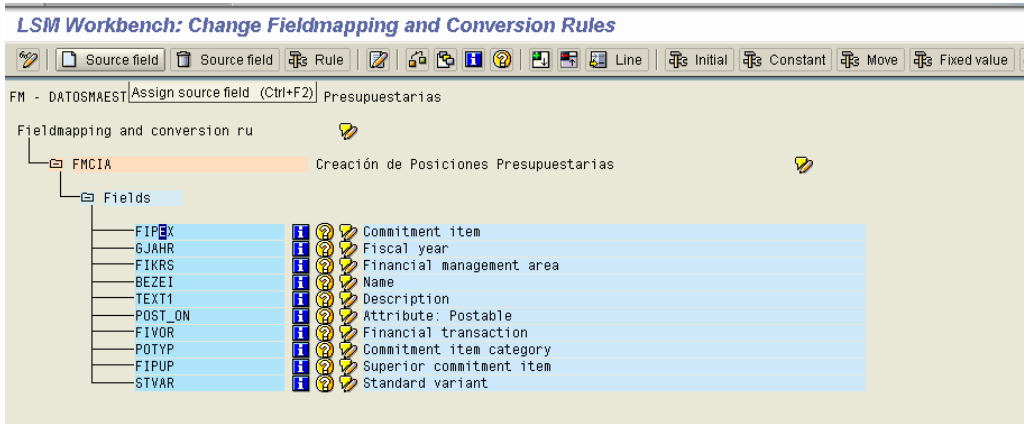 LSM Workbench: Change Fieldmapping and Conversion Rules
Source field Source field Rule Line Initial Constant Move Fixed value
FM - DATOSMAEST Assign source field (Ctrl+F2) Presupuestarias
Fieldmapping and conversion ru
FMCIA Creación de Posiciones Presupuestarias
Fields
FIPEX Commitment item
GJAHR Fiscal year
FIKRS Financial management area
BEZEI Name
TEXT1 Description
POST_ON Attribute: Postable
FIVOR Financial transaction
POTYP Commitment item category
FIPUP Superior commitment item
STVAR Standard variant